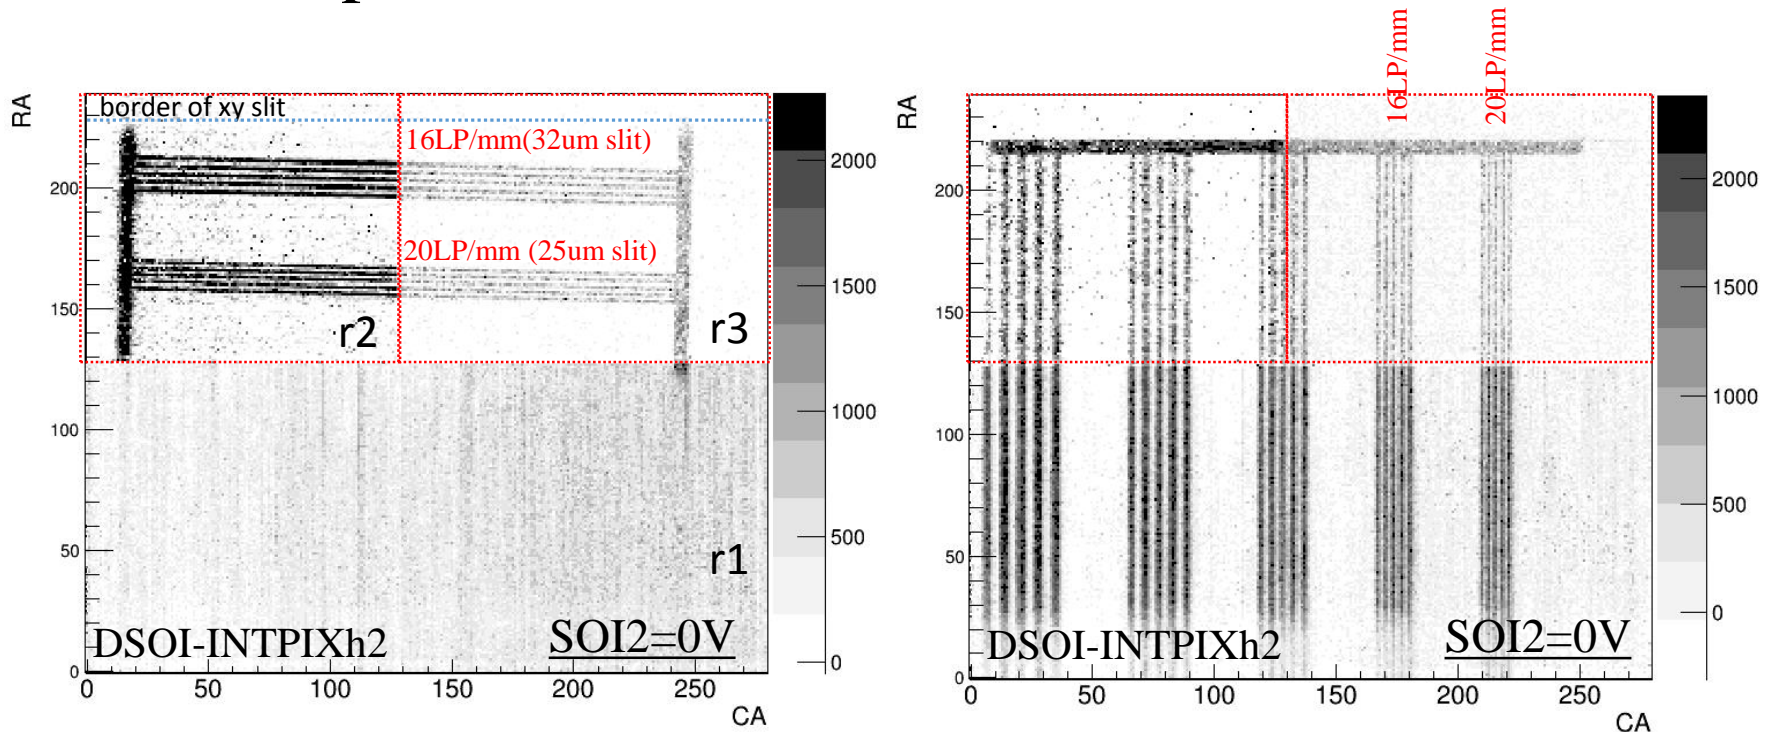 border of xy slit
16LP/mm(32um slit)
20LP/mm (25um slit)
r2
r3
r1
DSOI-INTPIXh2
SOI2=0V
RA
200
150
100
50
0
0
50
100
150
200
250
CA
2000
1500
1000
500
0
16LP/mm
20LP/mm
DSOI-INTPIXh2
SOI2=0V
RA
200
150
100
50
0
0
50
100
150
200
250
CA
2000
1500
1000
500
0